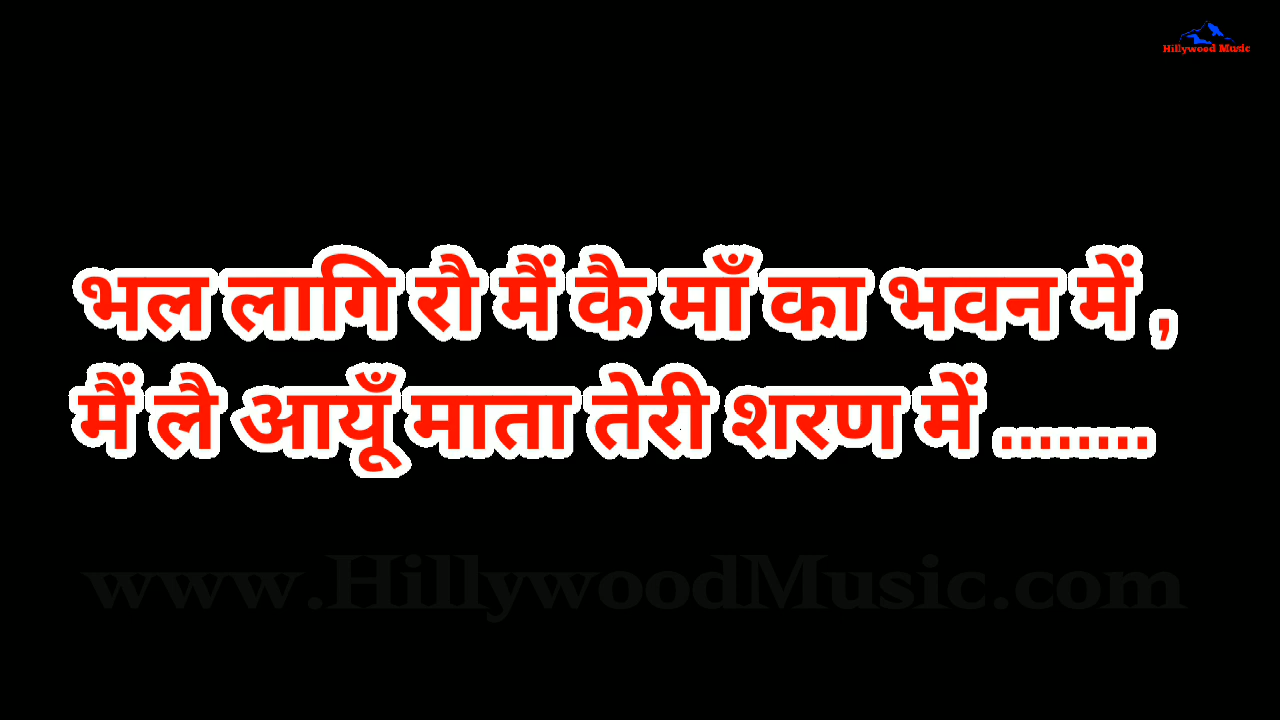 Hillywood Music
भल लागि रौ मैं कै माँ का भवन में ,
मैं लै आयूँ माता तेरी शरण में ........
www.HillywoodMusic.com